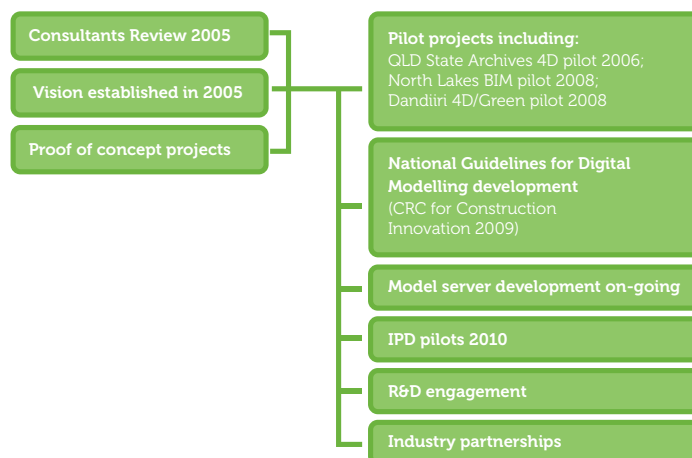 Consultants Review 2005
Vision established in 2005
Proof of concept projects
Pilot projects including:
QLD State Archives 4D pilot 2006;
North Lakes BIM pilot 2008;
Dandiiri 4D/Green pilot 2008
National Guidelines for Digital
Modelling development
(CRC for Construction
Innovation 2009)
Model server development on-going
IPD pilots 2010
R&D engagement
Industry partnerships